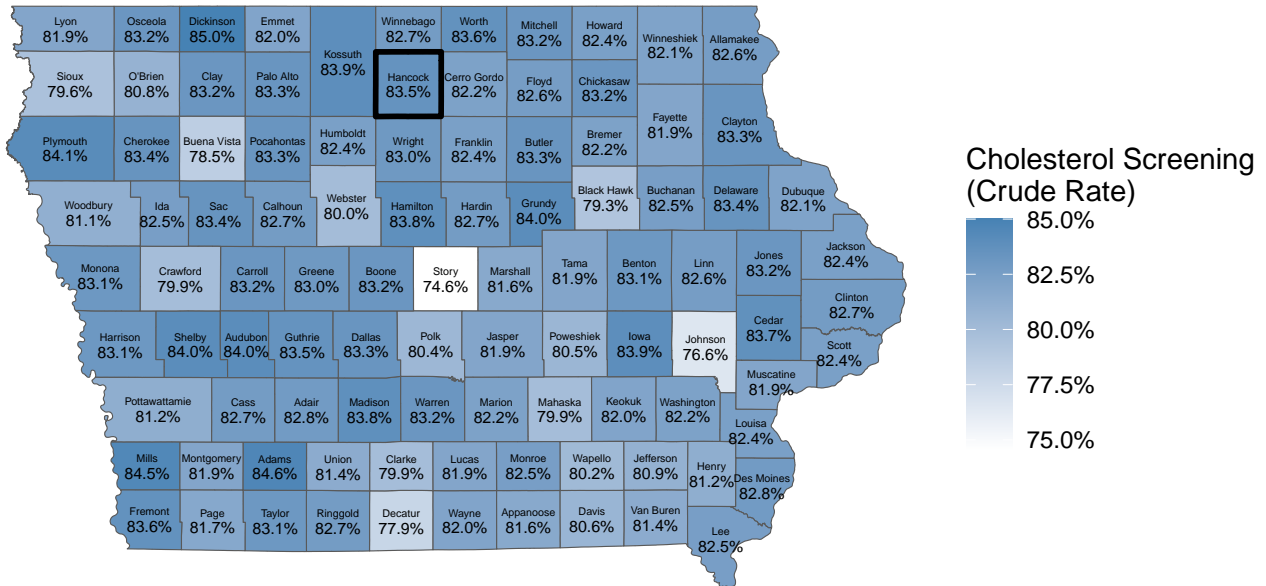 Lyon
81.9%
Osceola
83.2%
Dickinson
85.0%
Emmet
82.0%
Kossuth
83.9%
Winnebago
82.7%
Worth
83.6%
Mitchell
83.2%
Howard
82.4%
Winneshiek
82.1%
Allamakee
82.6%
Sioux
79.6%
O'Brien
80.8%
Clay
83.2%
Palo Alto
83.3%
Hancock
83.5%
Cerro Gordo
82.2%
Floyd
82.6%
Chickasaw
83.2%
Fayette
81.9%
Clayton
83.3%
Plymouth
84.1%
Cherokee
83.4%
Buena Vista
78.5%
Pocahontas
83.3%
Humboldt
82.4%
Wright
83.0%
Franklin
82.4%
Butler
83.3%
Bremer
82.2%
Woodbury
81.1%
Ida
82.5%
Sac
83.4%
Calhoun
82.7%
Webster
80.0%
Hamilton
83.8%
Hardin
82.7%
Grundy
84.0%
Black Hawk
79.3%
Buchanan
82.5%
Delaware
83.4%
Dubuque
82.1%
Monona
83.1%
Crawford
79.9%
Carroll
83.2%
Greene
83.0%
Boone
83.2%
Story
74.6%
Marshall
81.6%
Tama
81.9%
Benton
83.1%
Linn
82.6%
Jones
83.2%
Jackson
82.4%
Clinton
82.7%
Harrison
83.1%
Shelby
84.0%
Audubon
84.0%
Guthrie
83.5%
Dallas
83.3%
Polk
80.4%
Jasper
81.9%
Poweshiek
80.5%
Iowa
83.9%
Johnson
76.6%
Cedar
83.7%
Scott
82.4%
Muscatine
81.9%
Pottawattamie
81.2%
Cass
82.7%
Adair
82.8%
Madison
83.8%
Warren
83.2%
Marion
82.2%
Mahaska
79.9%
Keokuk
82.0%
Washington
82.2%
Louisa
82.4%
Mills
84.5%
Montgomery
81.9%
Adams
84.6%
Union
81.4%
Clarke
79.9%
Lucas
81.9%
Monroe
82.5%
Wapello
80.2%
Jefferson
80.9%
Henry
81.2%
Des Moines
82.8%
Fremont
83.6%
Page
81.7%
Taylor
83.1%
Ringgold
82.7%
Decatur
77.9%
Wayne
82.0%
Appanoose
81.6%
Davis
80.6%
Van Buren
81.4%
Lee
82.5%
Cholesterol Screening
(Crude Rate)
85.0%
82.5%
80.0%
77.5%
75.0%